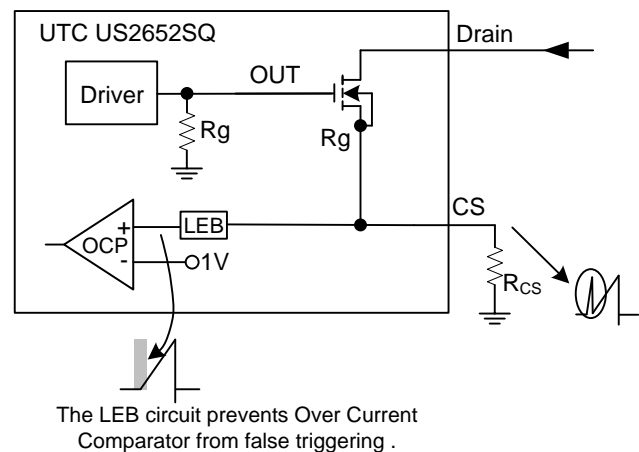 UTC US2652SQ
Drain
Driver
OUT
Rg
Rg
CS
LEB
+
OCP
-
1V
RCS
The LEB circuit prevents Over Current
Comparator from false triggering .